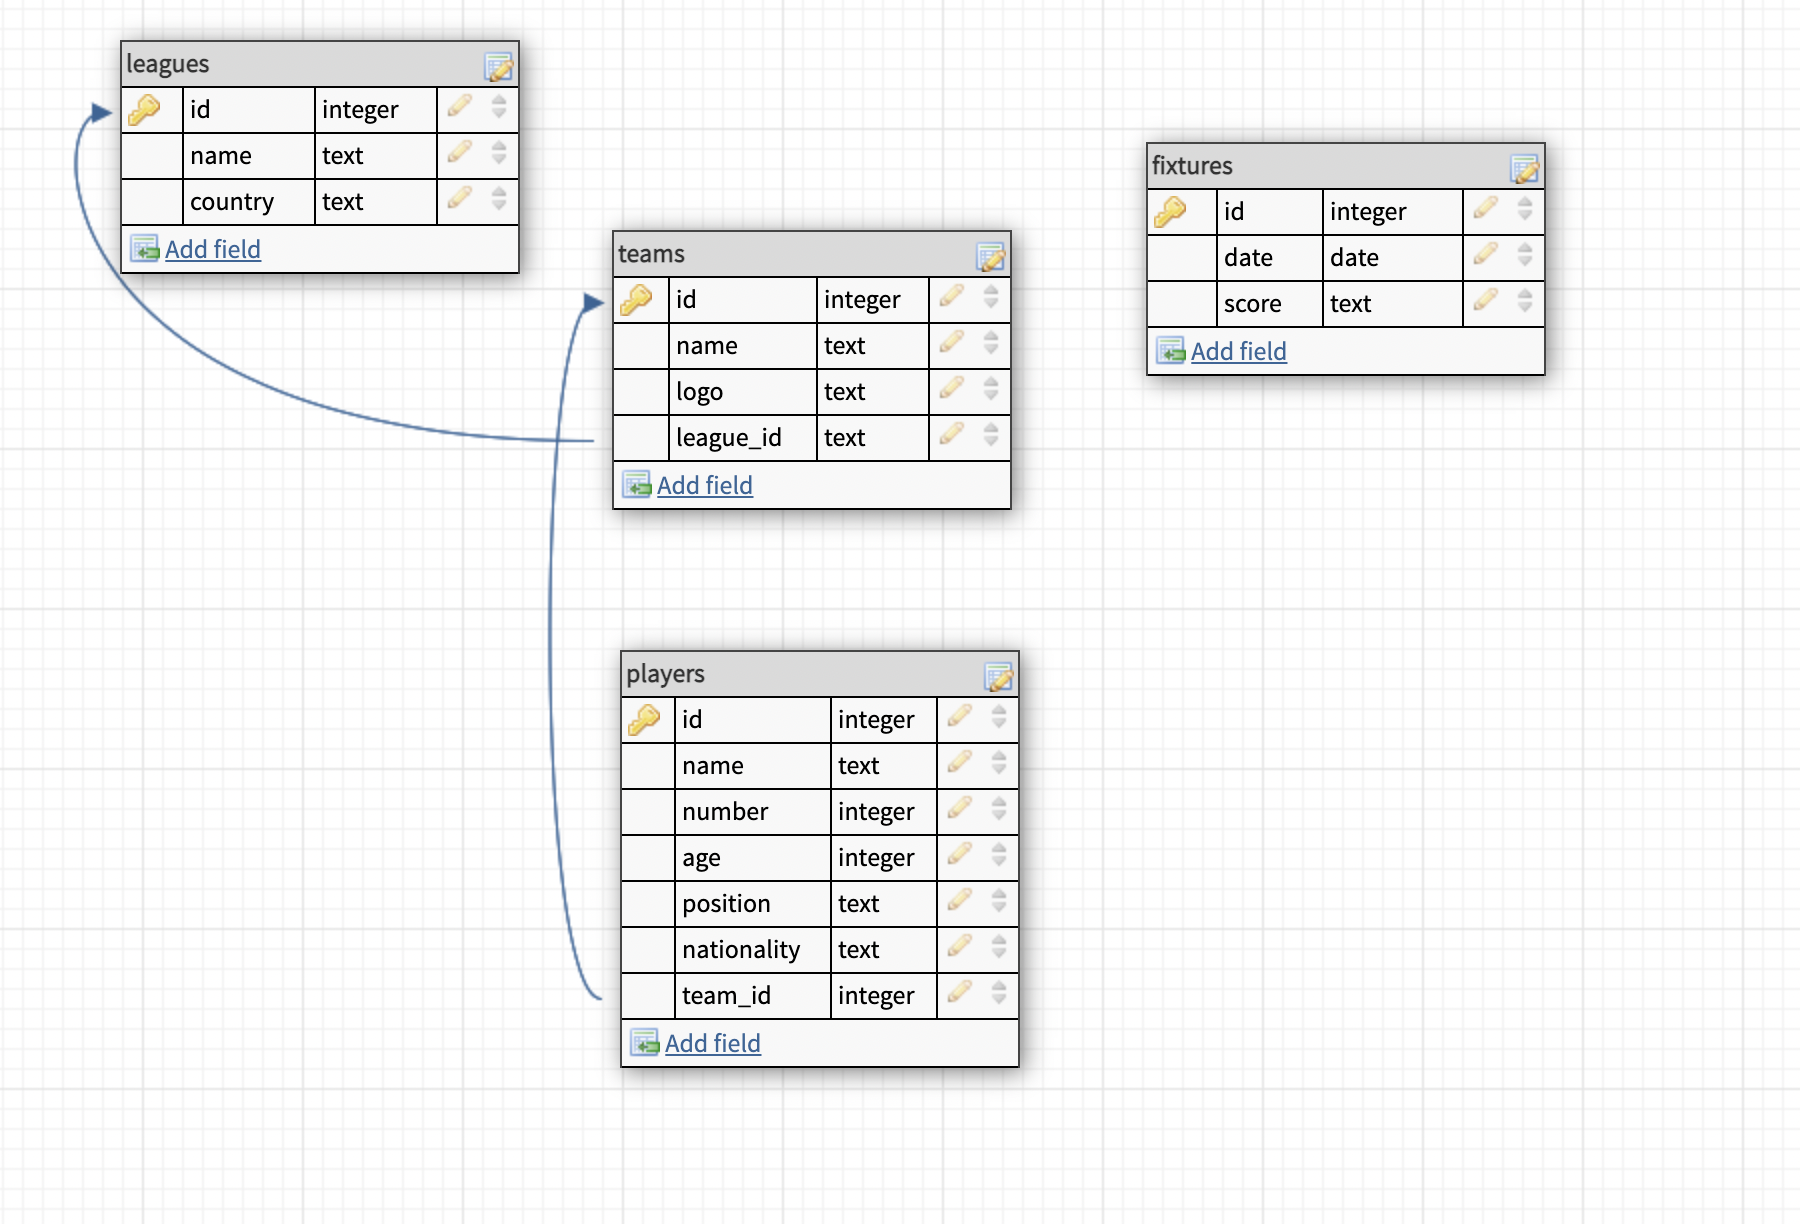 leagues
id integer
name text
country text
Add field
teams
id integer
name text
logo text
league_id text
Add field
fixtures
id integer
date date
score text
Add field
players
id integer
name text
number integer
age integer
position text
nationality text
team_id integer
Add field